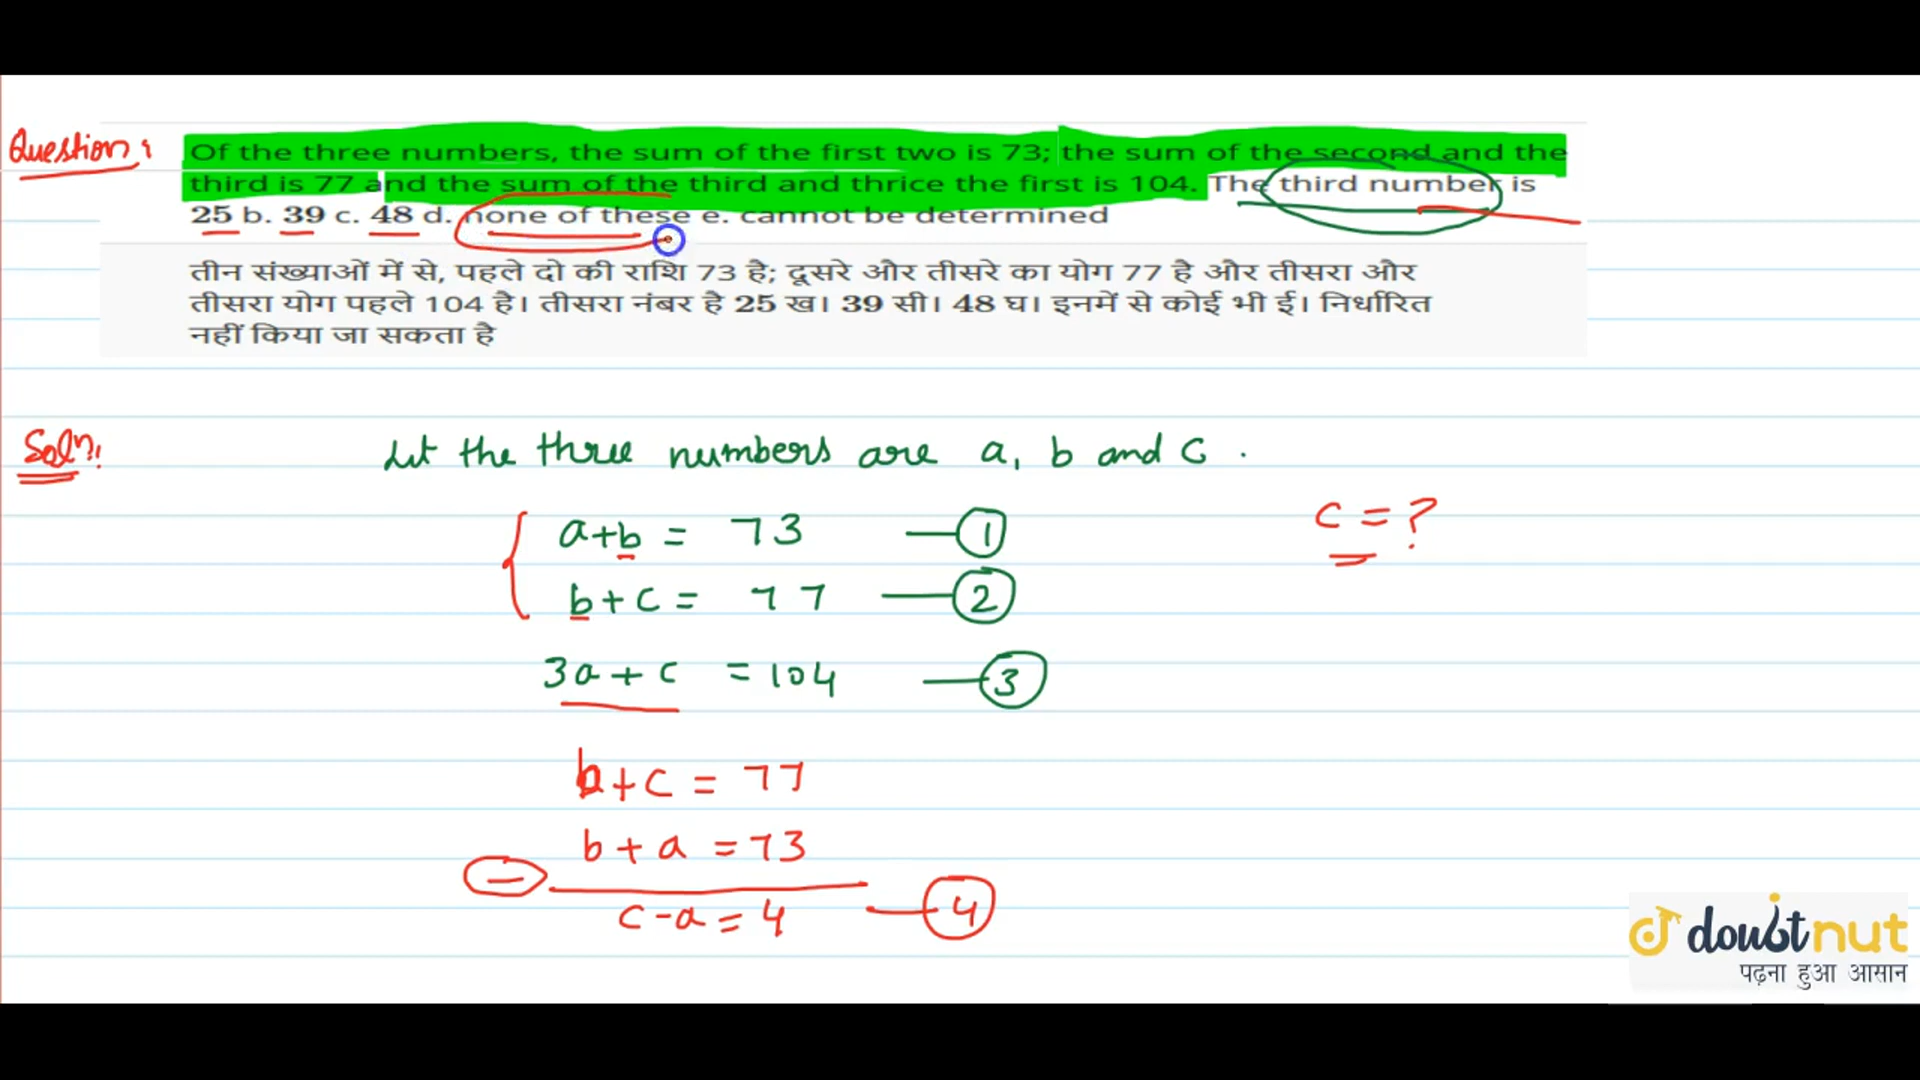 Question:
Of the three numbers, the sum of the first two is 73; the sum of the second and the
third is 77 and the sum of the third and thrice the first is 104. The third number is
25 b. 39 c. 48 d. none of these e. cannot be determined
तीन संख्याओं में से, पहले दो की राशि 73 है; दूसरे और तीसरे का योग 77 है और तीसरा और
तीसरा योग पहले 104 है। तीसरा नंबर है 25 ख। 39 सी। 48 घ। इनमें से कोई भी ई। निर्धारित
नहीं किया जा सकता है
Soln:
Let the three numbers are a, b and c.
a+b = 73 — 1
c = ?
b+c = 77 — 2
3a+c = 104 — 3
b+c = 77
b+a = 73
—
c-a = 4 — 4
doubtnut
पढ़ना हुआ आसान